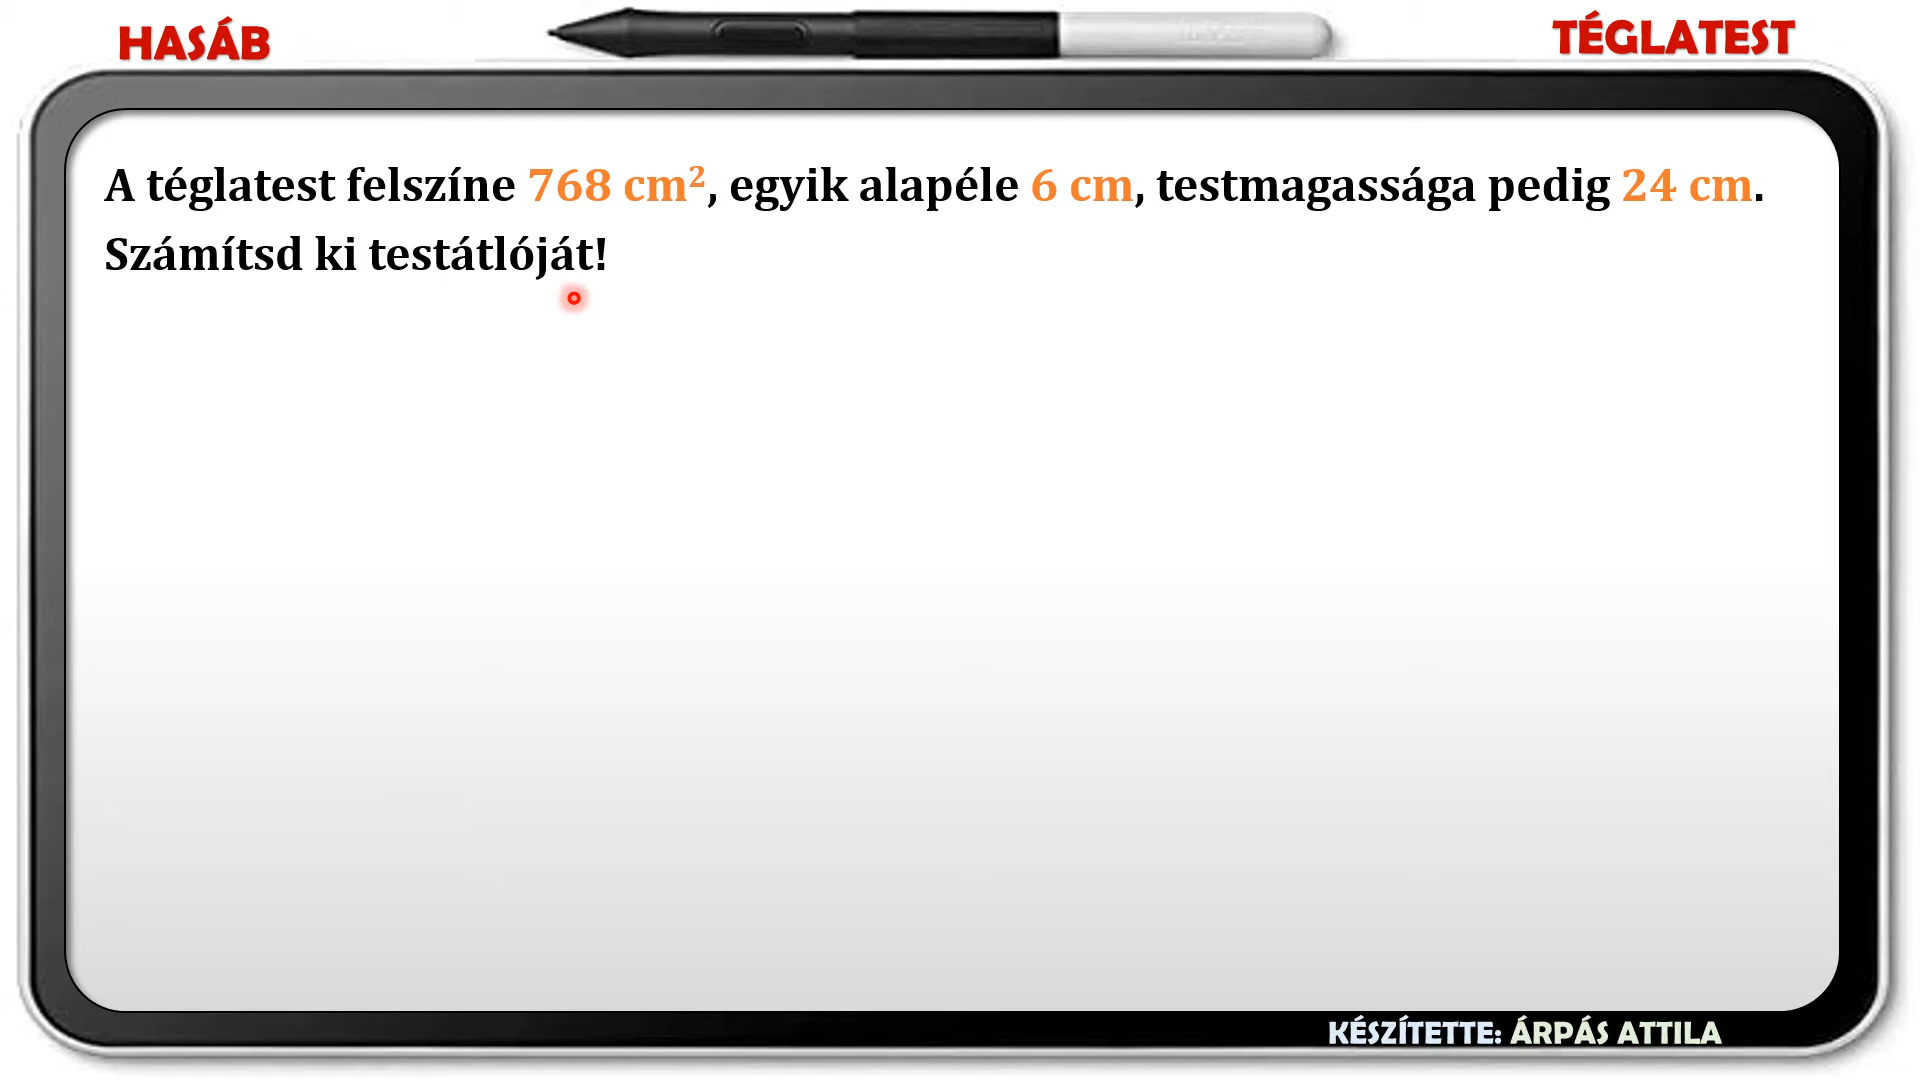 HASÁB
TÉGLATEST
A téglatest felszíne 768 cm², egyik alapéle 6 cm, testmagassága pedig 24 cm.
Számítsd ki testátlóját!
KÉSZÍTETTE: ÁRPÁS ATTILA